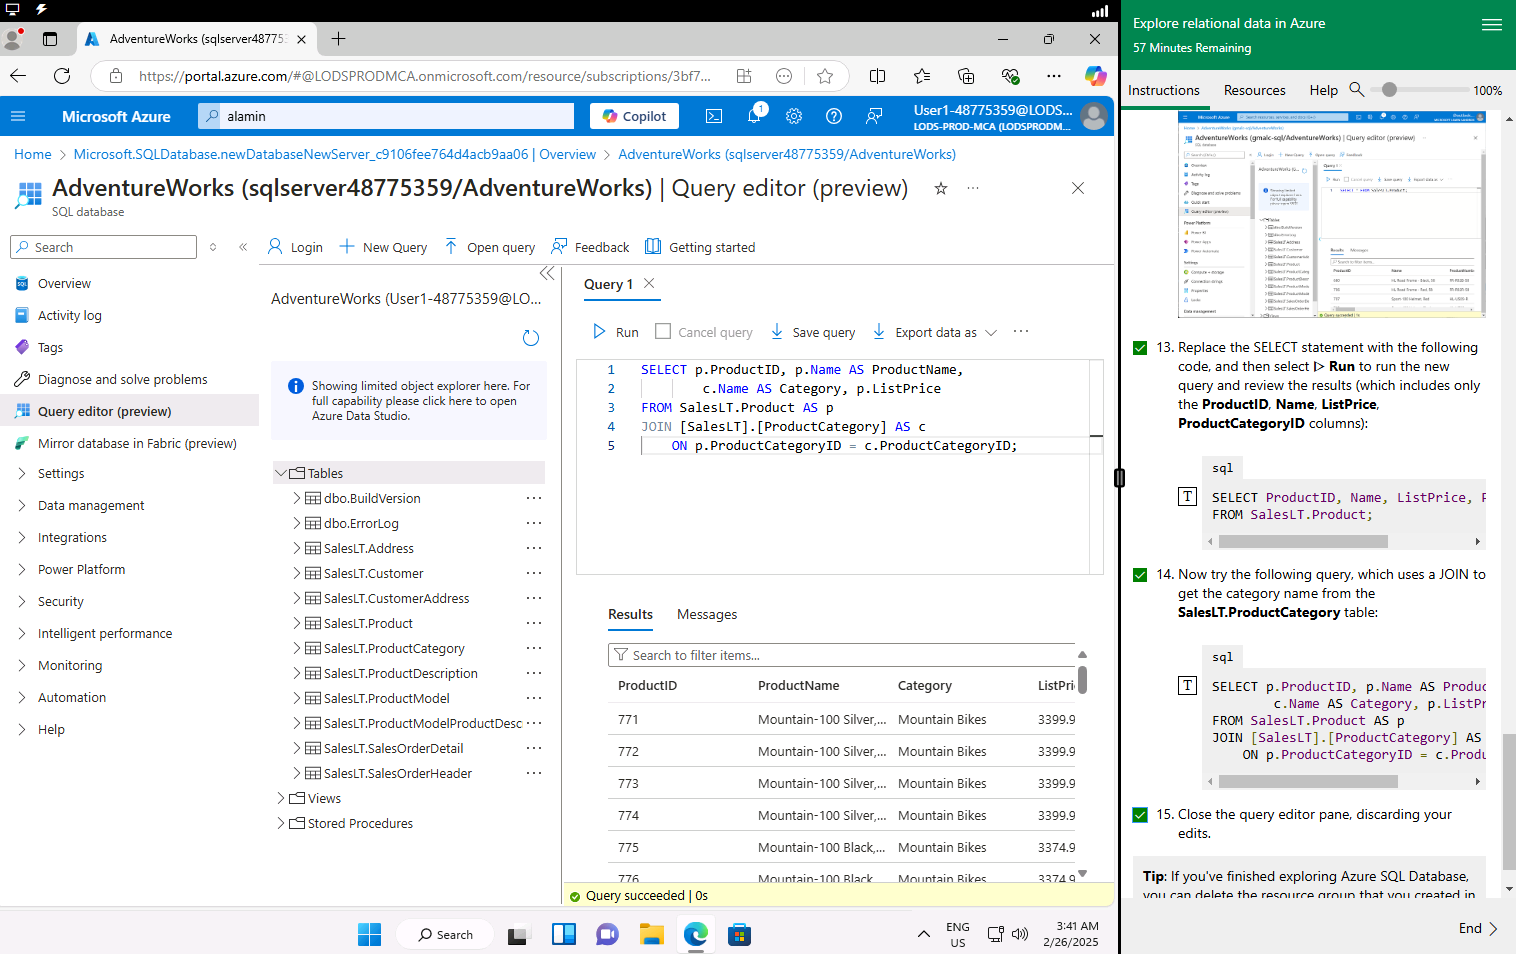 AdventureWorks (sqlserver48775
https://portal.azure.com/#@LODSPRODMCA.onmicrosoft.com/resource/subscriptions/3bf7...
Microsoft Azure
alamin
Copilot
1
User1-48775359@LODS...
LODS-PROD-MCA (LODSPRODM...
Home > Microsoft.SQLDatabase.newDatabaseNewServer_c9106fee764d4acb9aa06 | Overview > AdventureWorks (sqlserver48775359/AdventureWorks)
AdventureWorks (sqlserver48775359/AdventureWorks) | Query editor (preview)
SQL database
Search
Login
New Query
Open query
Feedback
Getting started
Overview
Activity log
Tags
Diagnose and solve problems
Query editor (preview)
Mirror database in Fabric (preview)
Settings
Data management
Integrations
Power Platform
Security
Intelligent performance
Monitoring
Automation
Help
AdventureWorks (User1-48775359@LO...
Showing limited object explorer here. For
full capability please click here to open
Azure Data Studio.
Tables
dbo.BuildVersion
dbo.ErrorLog
SalesLT.Address
SalesLT.Customer
SalesLT.CustomerAddress
SalesLT.Product
SalesLT.ProductCategory
SalesLT.ProductDescription
SalesLT.ProductModel
SalesLT.ProductModelProductDesc
SalesLT.SalesOrderDetail
SalesLT.SalesOrderHeader
Views
Stored Procedures
Query 1
Run
Cancel query
Save query
Export data as
1 SELECT p.ProductID, p.Name AS ProductName,
2 c.Name AS Category, p.ListPrice
3 FROM SalesLT.Product AS p
4 JOIN [SalesLT].[ProductCategory] AS c
5 ON p.ProductCategoryID = c.ProductCategoryID;
Results
Messages
Search to filter items...
ProductID ProductName Category ListPri
771 Mountain-100 Silver,... Mountain Bikes 3399.9
772 Mountain-100 Silver,... Mountain Bikes 3399.9
773 Mountain-100 Silver,... Mountain Bikes 3399.9
774 Mountain-100 Silver,... Mountain Bikes 3399.9
775 Mountain-100 Black,... Mountain Bikes 3374.9
776 Mountain-100 Black Mountain Bikes 3374.9
Query succeeded | 0s
Search
ENG
US
3:41 AM
2/26/2025
Explore relational data in Azure
57 Minutes Remaining
Instructions
Resources
Help
100%
13. Replace the SELECT statement with the following
code, and then select |> Run to run the new
query and review the results (which includes only
the ProductID, Name, ListPrice,
ProductCategoryID columns):
sql
T
SELECT ProductID, Name, ListPrice, P
FROM SalesLT.Product;
14. Now try the following query, which uses a JOIN to
get the category name from the
SalesLT.ProductCategory table:
sql
T
SELECT p.ProductID, p.Name AS Produc
c.Name AS Category, p.ListPr
FROM SalesLT.Product AS p
JOIN [SalesLT].[ProductCategory] AS
ON p.ProductCategoryID = c.Produ
15. Close the query editor pane, discarding your
edits.
Tip: If you've finished exploring Azure SQL Database,
you can delete the resource group that you created in
End